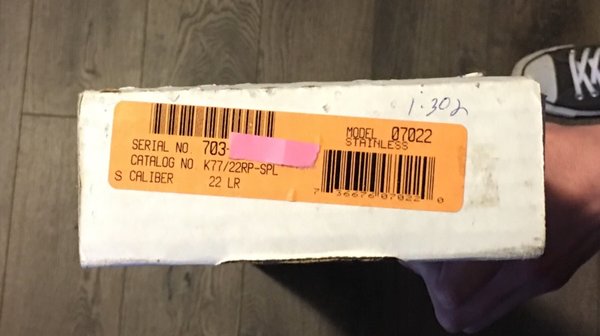 1.302
SERIAL NO. 703-
CATALOG NO K77/22RP-SPL
S CALIBER 22 LR
MODEL 07022
STAINLESS
7 36676 07022 0